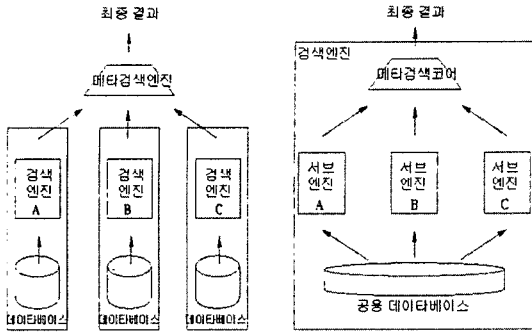 최종 결과
메타검색엔진
검색
엔진
A
검색
엔진
B
검색
엔진
C
데이타베이스
데이타베이스
데이타베이스
최종 결과
검색엔진
메타검색코어
서브
엔진
A
서브
엔진
B
서브
엔진
C
공용 데이타베이스